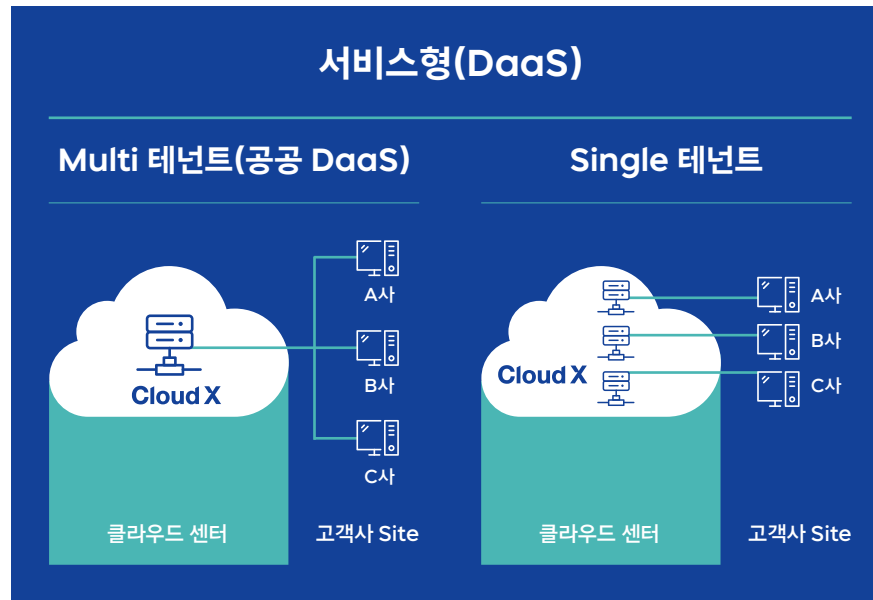 서비스형(DaaS)
Multi 테넌트(공공 DaaS)
A사
B사
C사
Cloud X
클라우드 센터
고객사 Site
Single 테넌트
A사
B사
C사
Cloud X
클라우드 센터
고객사 Site